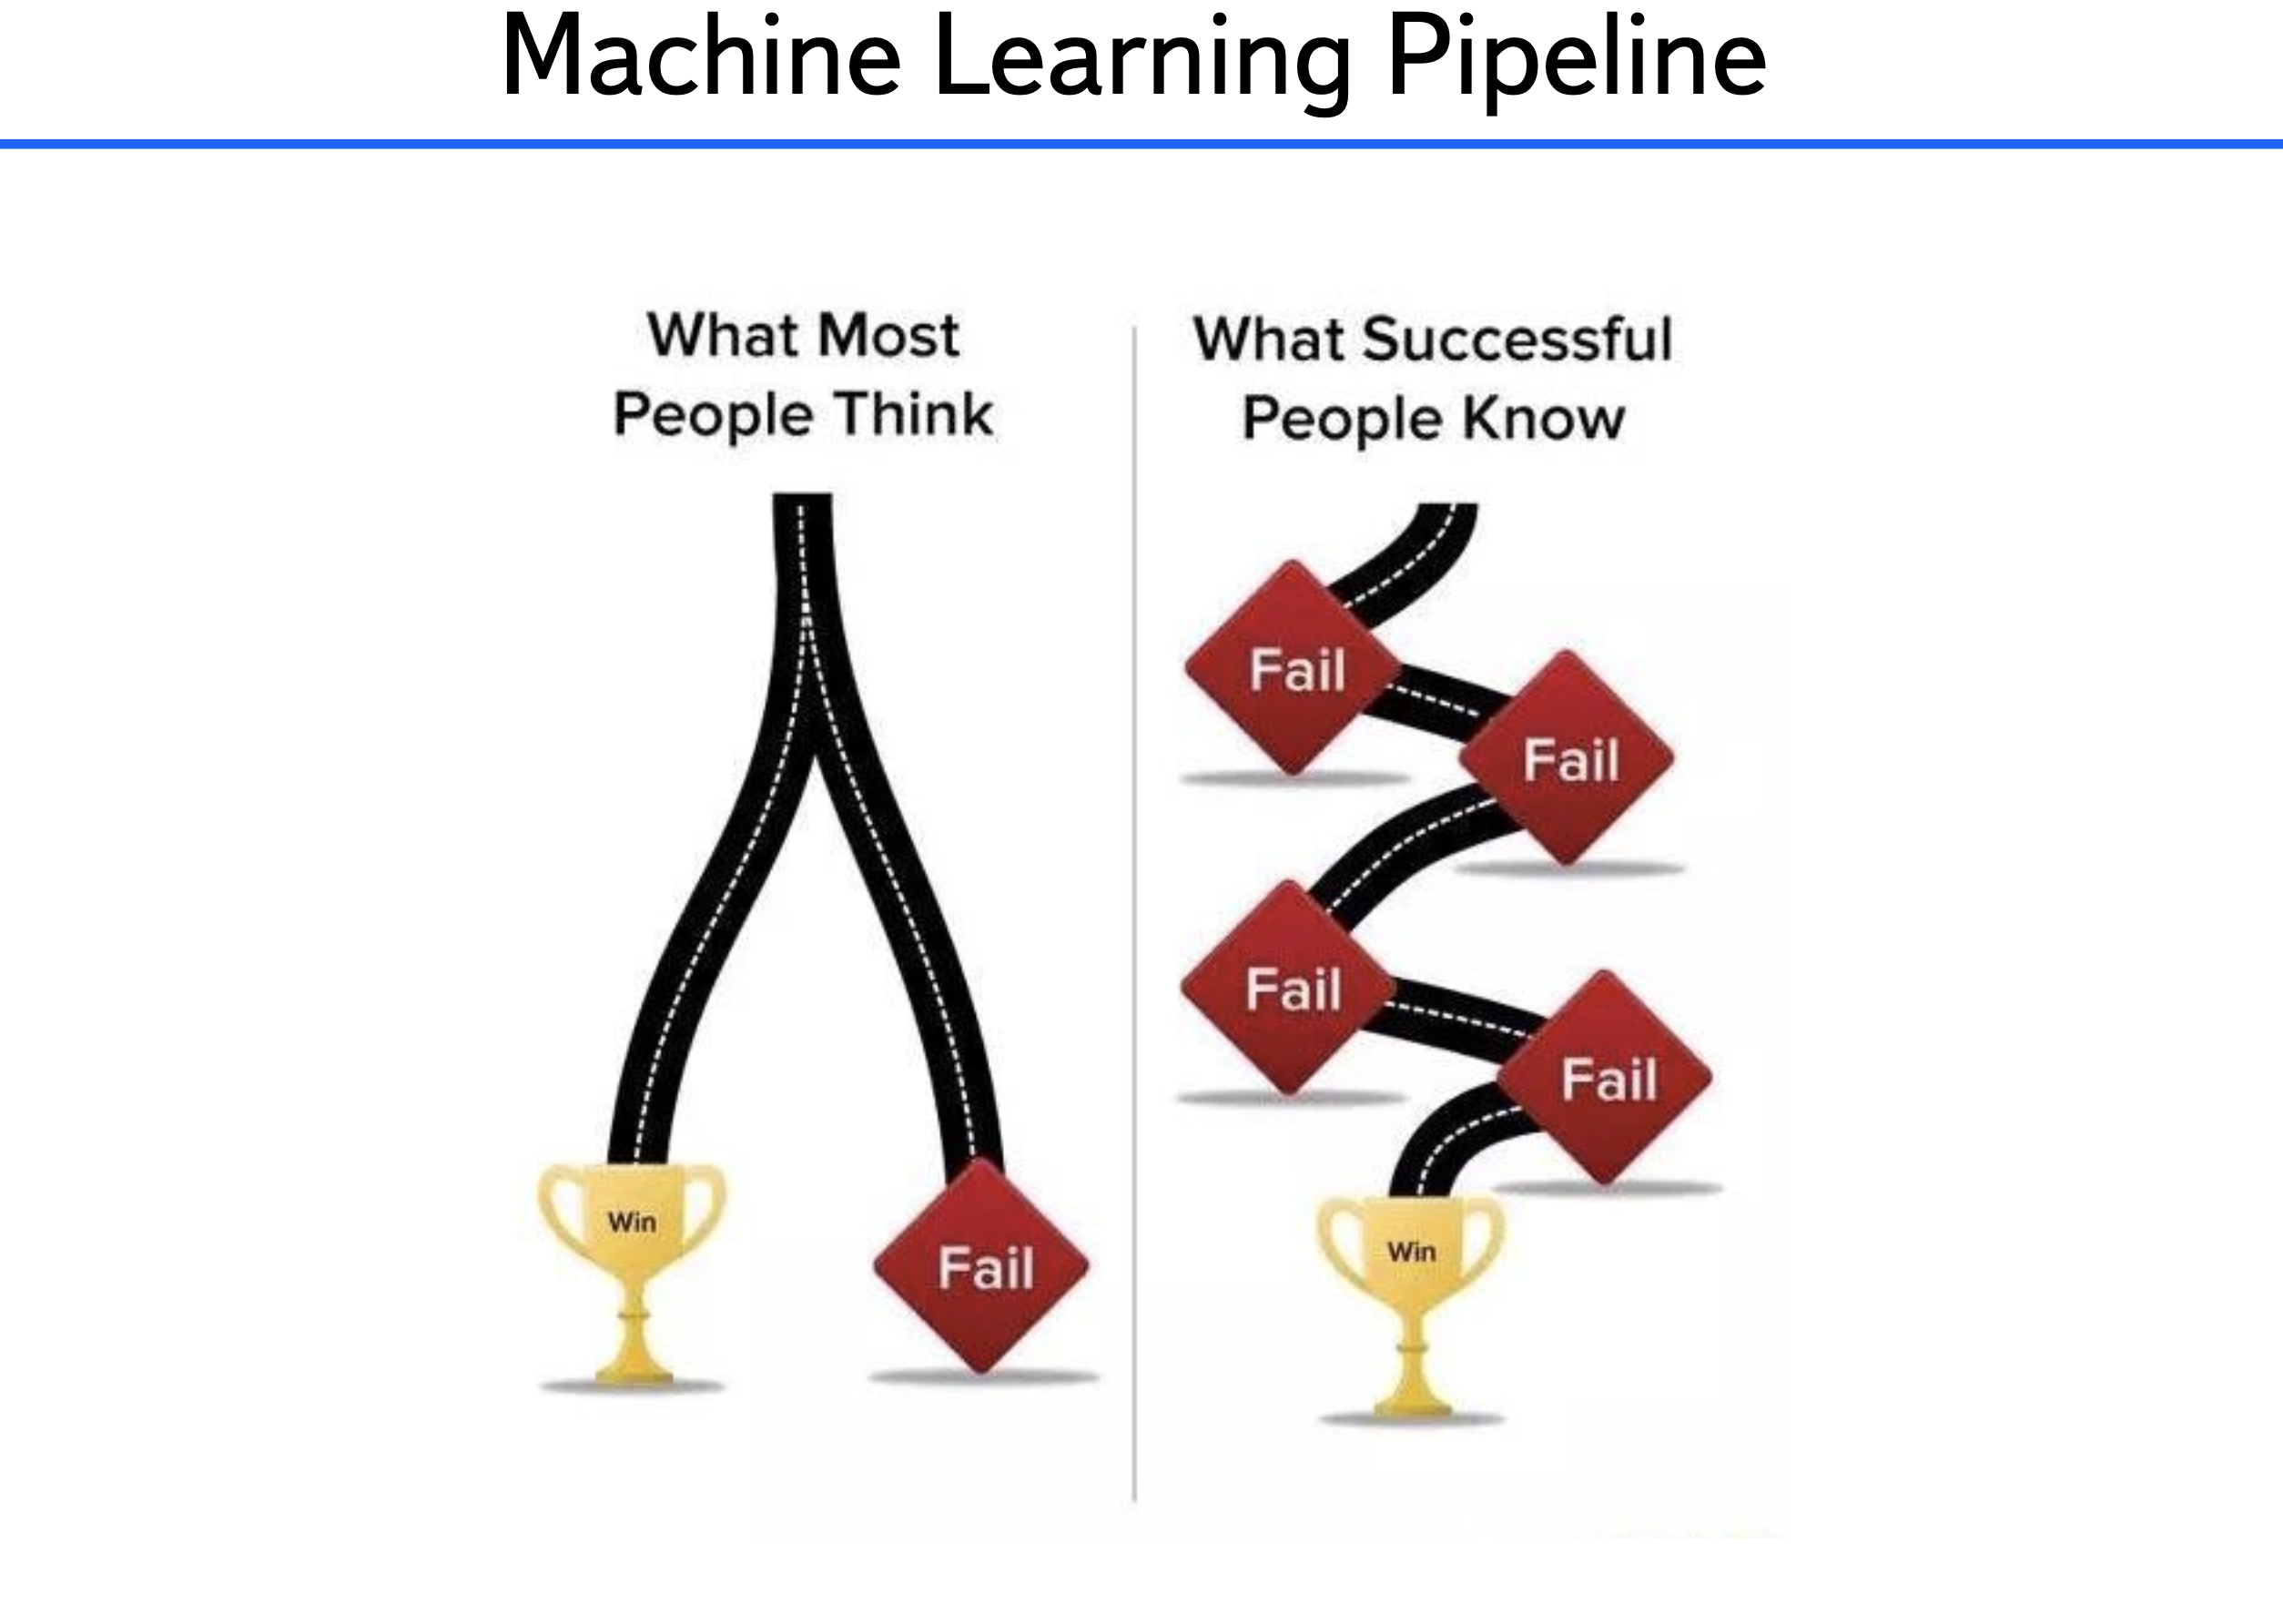 Machine Learning Pipeline
What Most
People Think
Win
Fail
What Successful
People Know
Fail
Fail
Fail
Fail
Win